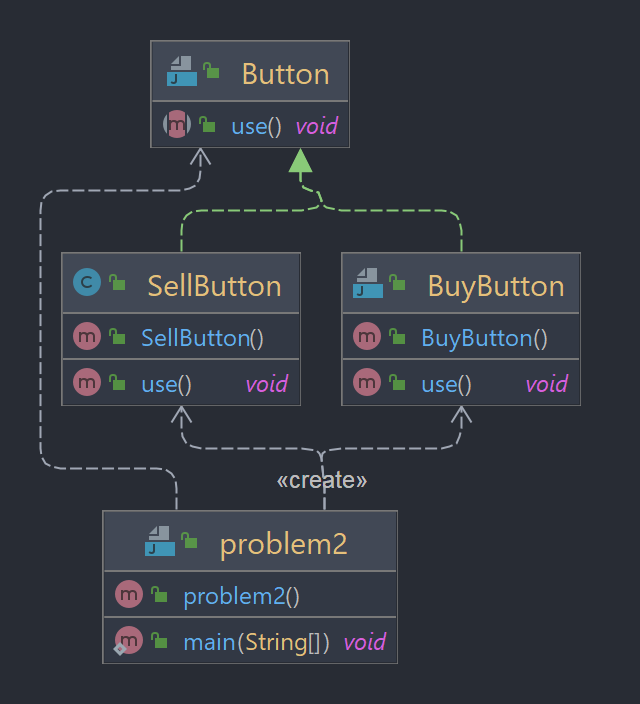 Button
use() void
SellButton
SellButton()
use() void
BuyButton
BuyButton()
use() void
«create»
problem2
problem2()
main(String[]) void